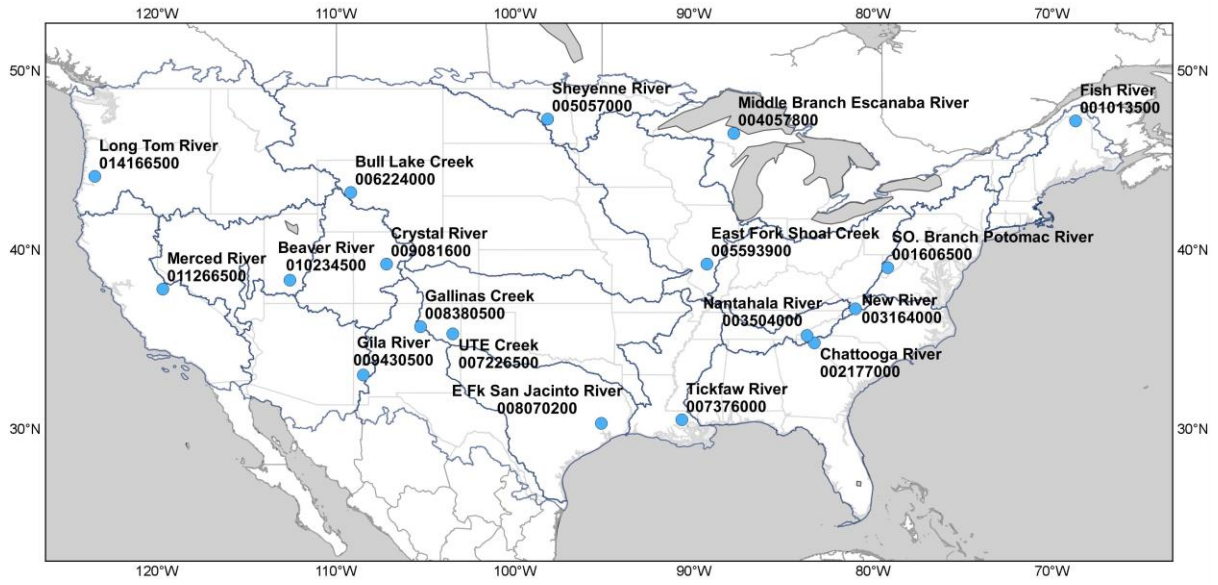 120°W 110°W 100°W 90°W 80°W 70°W
50°N 50°N
Sheyenne River
005057000
Middle Branch Escanaba River
004057800
Fish River
001013500
Long Tom River
014166500
Bull Lake Creek
006224000
40°N 40°N
Merced River
011266500
Beaver River
010234500
Crystal River
009081600
East Fork Shoal Creek
005593900
SO. Branch Potomac River
001606500
Gallinas Creek
008380500
Nantahala River
003504000
New River
003164000
Gila River
009430500
UTE Creek
007226500
Chattooga River
002177000
E Fk San Jacinto River
008070200
Tickfaw River
007376000
30°N 30°N
120°W 110°W 100°W 90°W 80°W 70°W